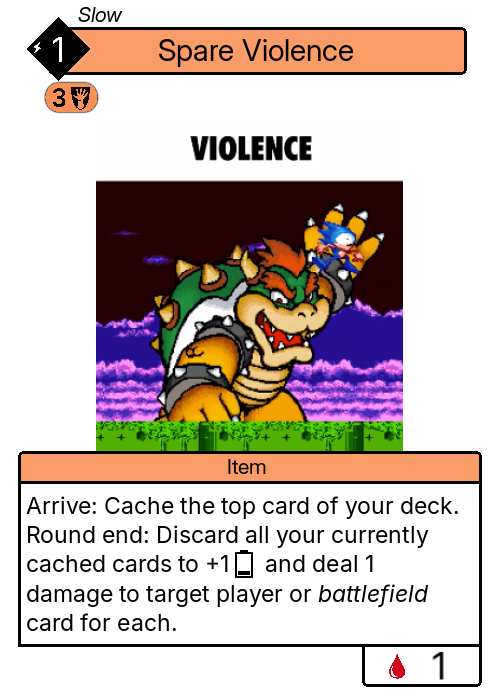 Slow
1
Spare Violence
3
VIOLENCE
Item
Arrive: Cache the top card of your deck.
Round end: Discard all your currently
cached cards to +1 and deal 1
damage to target player or battlefield
card for each.
1